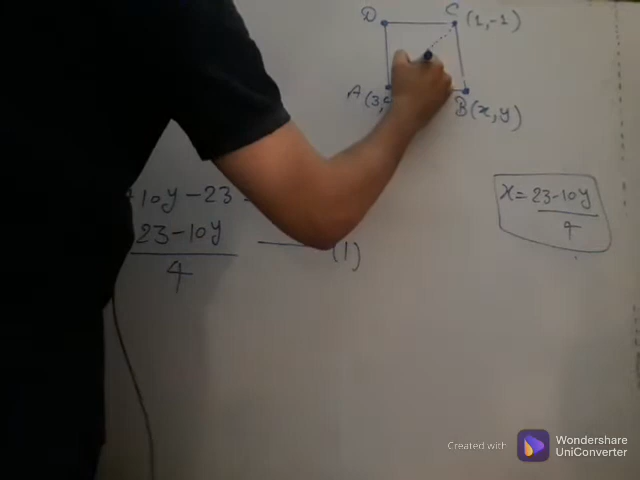 D C (1,-1)
A (3, B(x,y)
10y - 23
23-10y
4
(1)
x = 23-10y
4
Created with Wondershare
UniConverter